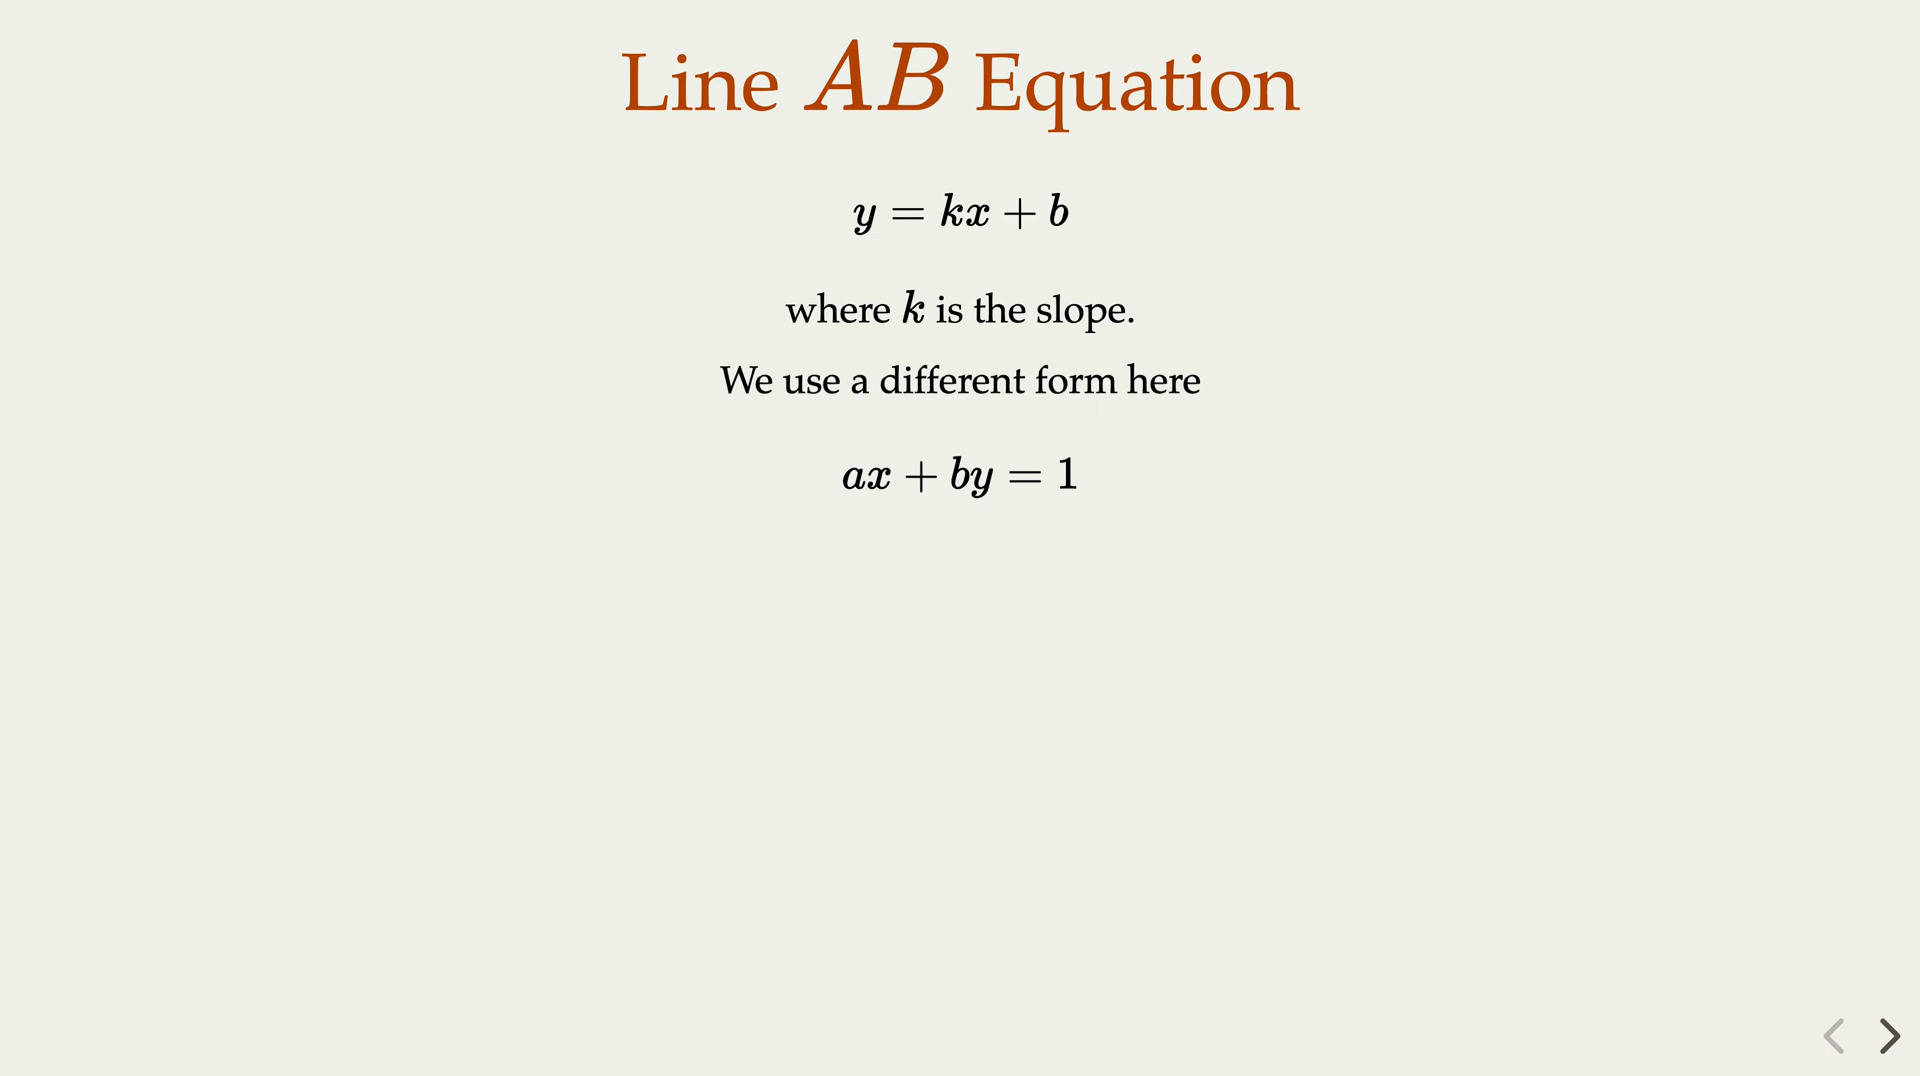 Line AB Equation
y = kx + b
where k is the slope.
We use a different form here
ax + by = 1